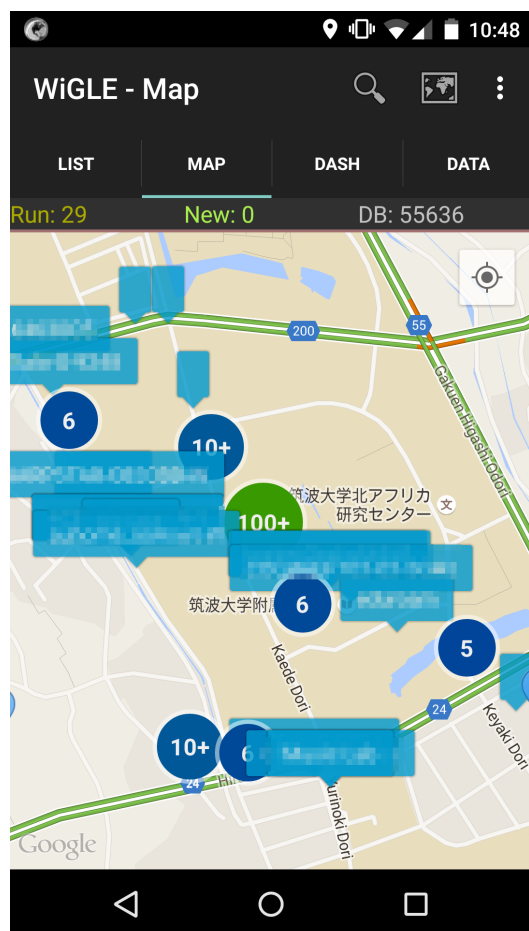 10:48
WiGLE - Map
LIST
MAP
DASH
DATA
Run: 29
New: 0
DB: 55636
200
55
Gakuen Higashi Odori
6
10+
100+
筑波大学北アフリカ
研究センター
文
筑波大学附
6
5
Kaede Dori
24
Keyaki Dori
10+
6
24
Hi
urinoki Dori
Google